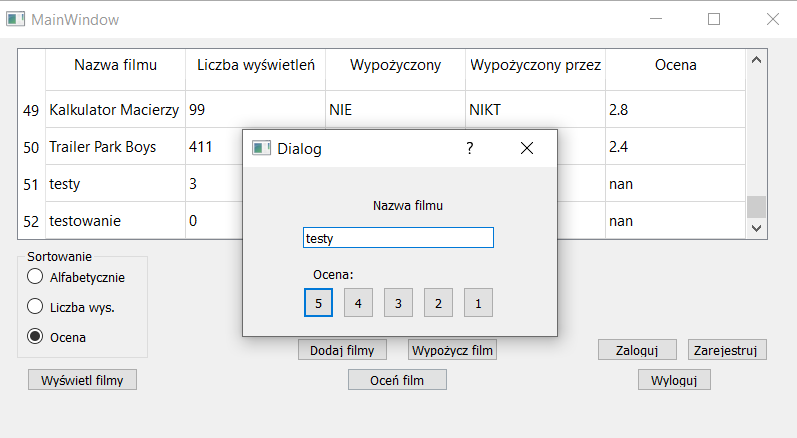 MainWindow
Nazwa filmu Liczba wyświetleń Wypożyczony Wypożyczony przez Ocena
49 Kalkulator Macierzy 99 NIE NIKT 2.8
50 Trailer Park Boys 411 2.4
51 testy 3 nan
52 testowanie 0 nan
Dialog ?
Nazwa filmu
testy
Ocena:
5 4 3 2 1
Sortowanie
Alfabetycznie
Liczba wys.
Ocena
Dodaj filmy Wypożycz film Zaloguj Zarejestruj
Wyświetl filmy Oceń film Wyloguj